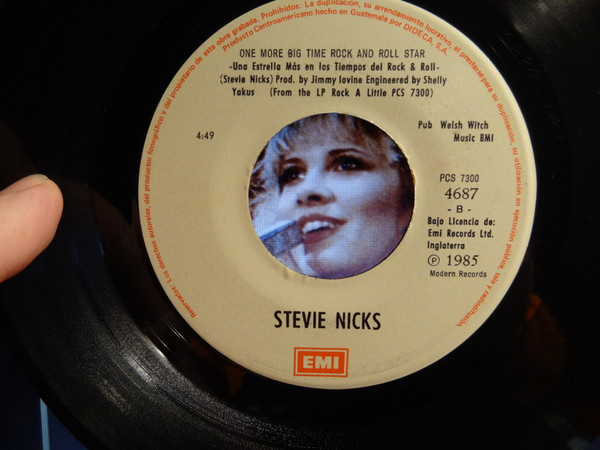 Prohibidos: La duplicación, su arrendamiento lucrativo, el prestarse para su duplicación, su utilización en ejecución pública, tele y radiodifusión.
Reservados: Los derechos autorales, del productor fonográfico y del propietario de esta obra grabada.
Producto Centroamericano hecho en Guatemala por DIDECA, S.A.
ONE MORE BIG TIME ROCK AND ROLL STAR
-Una Estrella Más en los Tiempos del Rock & Roll-
(Stevie Nicks) Prod. by Jimmy Iovine Engineered by Shelly
Yakus (From the LP Rock A Little PCS 7300)
4:49
Pub Welsh Witch
Music BMI
PCS 7300
4687
- B -
Bajo Licencia de:
Emi Records Ltd.
Inglaterra
Ⓟ 1985
Modern Records
STEVIE NICKS
EMI